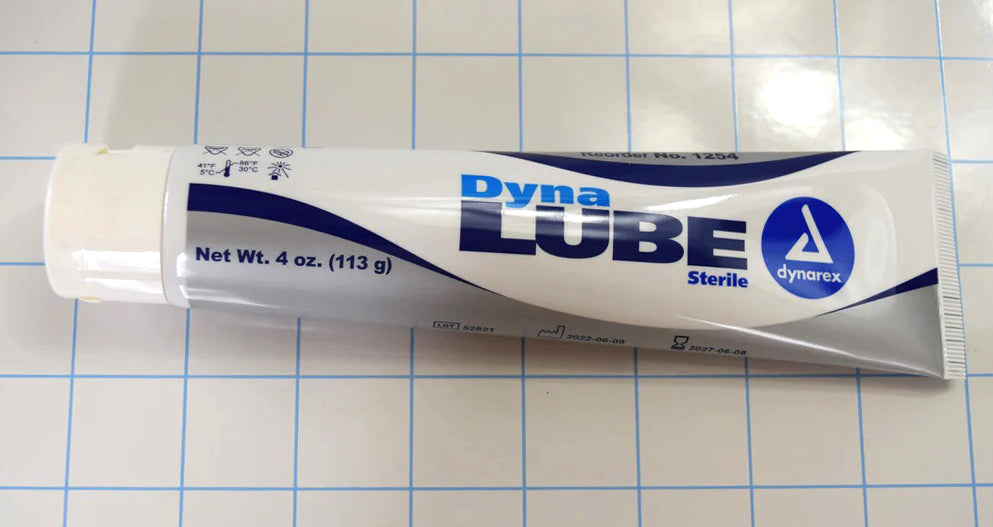 Reorder No. 1254
41°F
5°C
86°F
30°C
Dyna
LUBE
Sterile
dynarex
Net Wt. 4 oz. (113 g)
LOT 52821
2022-06-09
2027-06-08